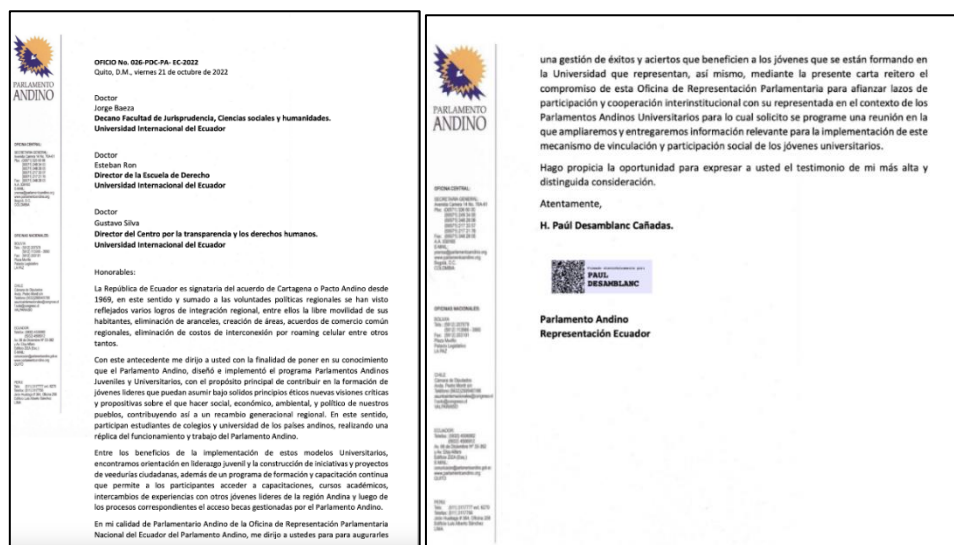 PARLAMENTO
ANDINO
OFICIO No. 026-PDC-PA- EC-2022
Quito, D.M., viernes 21 de octubre de 2022
Doctor
Jorge Baeza
Decano Facultad de Jurisprudencia, Ciencias sociales y humanidades.
Universidad Internacional del Ecuador
Doctor
Esteban Ron
Director de la Escuela de Derecho
Universidad Internacional del Ecuador
Doctor
Gustavo Silva
Director del Centro por la transparencia y los derechos humanos.
Universidad Internacional del Ecuador
Honorables:
La República de Ecuador es signataria del acuerdo de Cartagena o Pacto Andino desde
1969, en este sentido y sumado a las voluntades políticas regionales se han visto
reflejados varios logros de integración regional, entre ellos la libre movilidad de sus
habitantes, eliminación de aranceles, creación de áreas, acuerdos de comercio común
regionales, eliminación de costos de interconexión por roaming celular entre otros
tantos.
Con este antecedente me dirijo a usted con la finalidad de poner en su conocimiento
que el Parlamento Andino, diseñó e implementó el programa Parlamentos Andinos
Juveniles y Universitarios, con el propósito principal de contribuir en la formación de
jóvenes líderes que puedan asumir bajo solidos principios éticos nuevas visiones críticas
y propositivas sobre el que hacer social, económico, ambiental, y político de nuestros
pueblos, contribuyendo así a un recambio generacional regional. En este sentido,
participan estudiantes de colegios y universidad de los países andinos, realizando una
réplica del funcionamiento y trabajo del Parlamento Andino.
Entre los beneficios de la implementación de estos modelos Universitarios,
encontramos orientación en liderazgo juvenil y la construcción de iniciativas y proyectos
de veedurías ciudadanas, además de un programa de formación y capacitación continua
que permite a los participantes acceder a capacitaciones, cursos académicos,
intercambios de experiencias con otros jóvenes lideres de la región Andina y luego de
los procesos correspondientes el acceso becas gestionadas por el Parlamento Andino.
En mi calidad de Parlamentario Andino de la Oficina de Representación Parlamentaria
Nacional del Ecuador del Parlamento Andino, me dirijo a ustedes para para augurarles
PARLAMENTO
ANDINO
OFICINA CENTRAL:
SECRETARIA GENERAL:
COLOMBIA
OFICINAS NACIONALES:
BOLIVIA
LA PAZ
CHILE
VALPARAISO
ECUADOR
QUITO
PERU
LIMA
una gestión de éxitos y aciertos que beneficien a los jóvenes que se están formando en
la Universidad que representan, así mismo, mediante la presente carta reitero el
compromiso de esta Oficina de Representación Parlamentaria para afianzar lazos de
participación y cooperación interinstitucional con su representada en el contexto de los
Parlamentos Andinos Universitarios para lo cual solicito se programe una reunión en la
que ampliaremos y entregaremos información relevante para la implementación de este
mecanismo de vinculación y participación social de los jóvenes universitarios.
Hago propicia la oportunidad para expresar a usted el testimonio de mi más alta y
distinguida consideración.
Atentamente,
H. Paúl Desamblanc Cañadas.
PAUL
DESAMBLANC
Parlamento Andino
Representación Ecuador